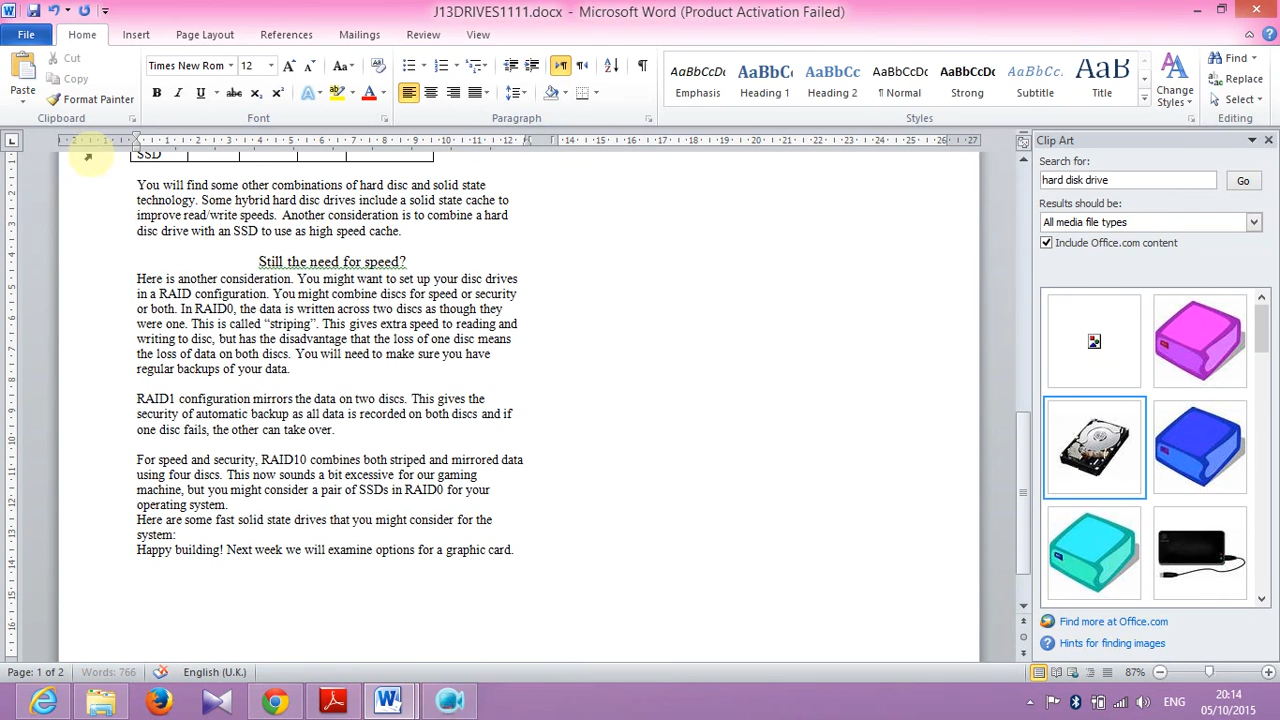 J13DRIVES1111.docx - Microsoft Word (Product Activation Failed)
File Home Insert Page Layout References Mailings Review View
Paste
Cut
Copy
Format Painter
Clipboard
Times New Rom 12
Aa
B I U abc x₂ x² A A
Font
Paragraph
AaBbCcDc AaBbC AaBbCc AaBbCcDc AaBbCcDc AaBbCc. AaB
Emphasis Heading 1 Heading 2 ¶ Normal Strong Subtitle Title
Change Styles
Styles
Find
Replace
Select
Editing
SSD
You will find some other combinations of hard disc and solid state
technology. Some hybrid hard disc drives include a solid state cache to
improve read/write speeds. Another consideration is to combine a hard
disc drive with an SSD to use as high speed cache.
Still the need for speed?
Here is another consideration. You might want to set up your disc drives
in a RAID configuration. You might combine discs for speed or security
or both. In RAID0, the data is written across two discs as though they
were one. This is called “striping”. This gives extra speed to reading and
writing to disc, but has the disadvantage that the loss of one disc means
the loss of data on both discs. You will need to make sure you have
regular backups of your data.
RAID1 configuration mirrors the data on two discs. This gives the
security of automatic backup as all data is recorded on both discs and if
one disc fails, the other can take over.
For speed and security, RAID10 combines both striped and mirrored data
using four discs. This now sounds a bit excessive for our gaming
machine, but you might consider a pair of SSDs in RAID0 for your
operating system.
Here are some fast solid state drives that you might consider for the
system:
Happy building! Next week we will examine options for a graphic card.
Clip Art
Search for:
hard disk drive Go
Results should be:
All media file types
Include Office.com content
Find more at Office.com
Hints for finding images
Page: 1 of 2 Words: 766 English (U.K.) 87%
ENG
20:14
05/10/2015